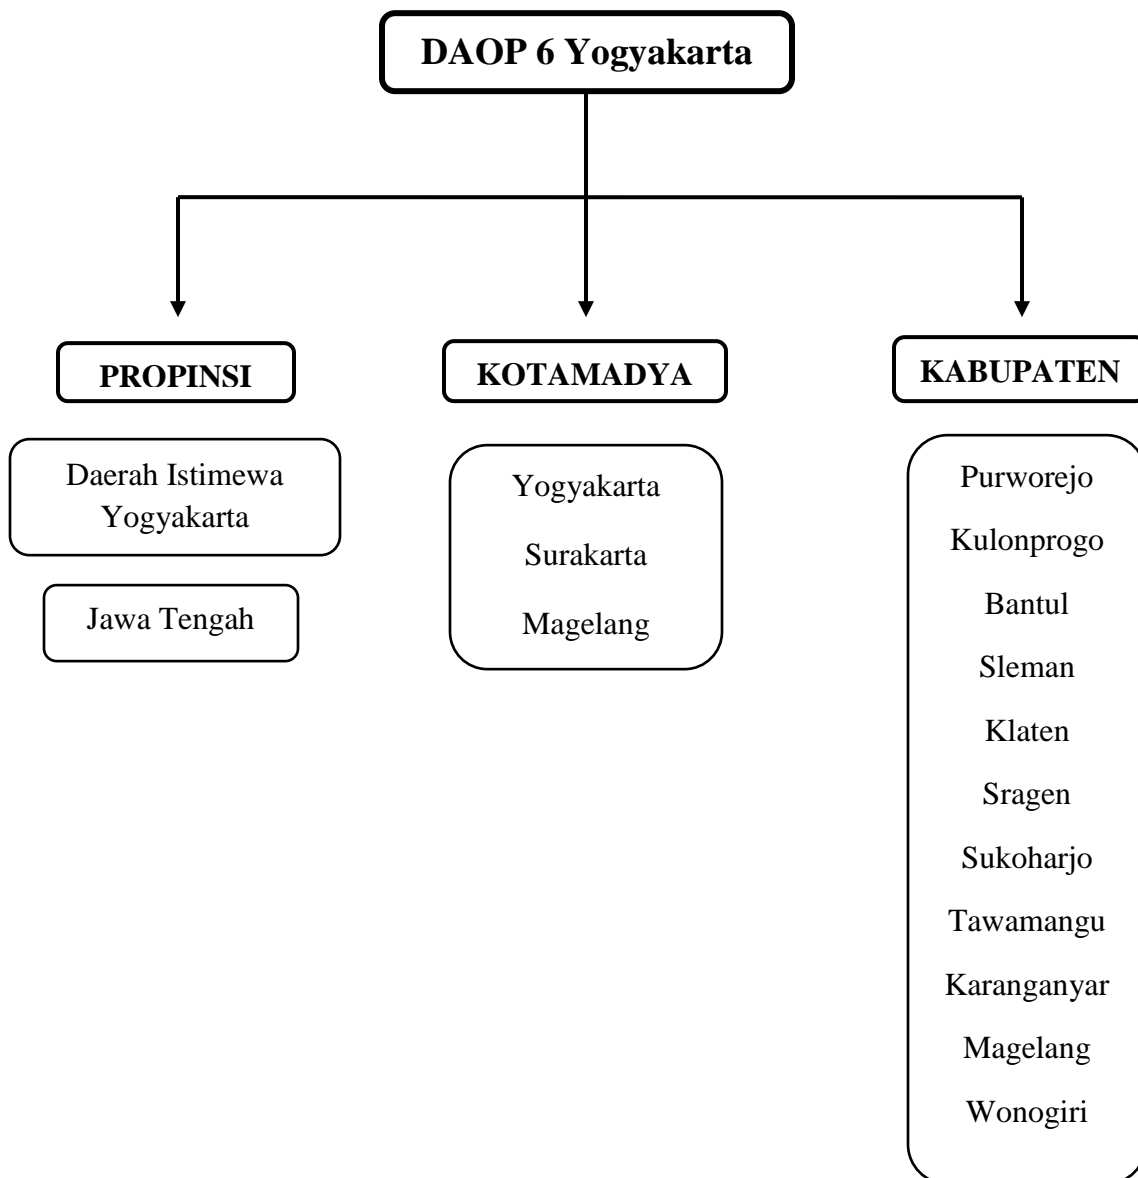 DAOP 6 Yogyakarta
PROPINSI
Daerah Istimewa
Yogyakarta
Jawa Tengah
KOTAMADYA
Yogyakarta
Surakarta
Magelang
KABUPATEN
Purworejo
Kulonprogo
Bantul
Sleman
Klaten
Sragen
Sukoharjo
Tawamangu
Karanganyar
Magelang
Wonogiri